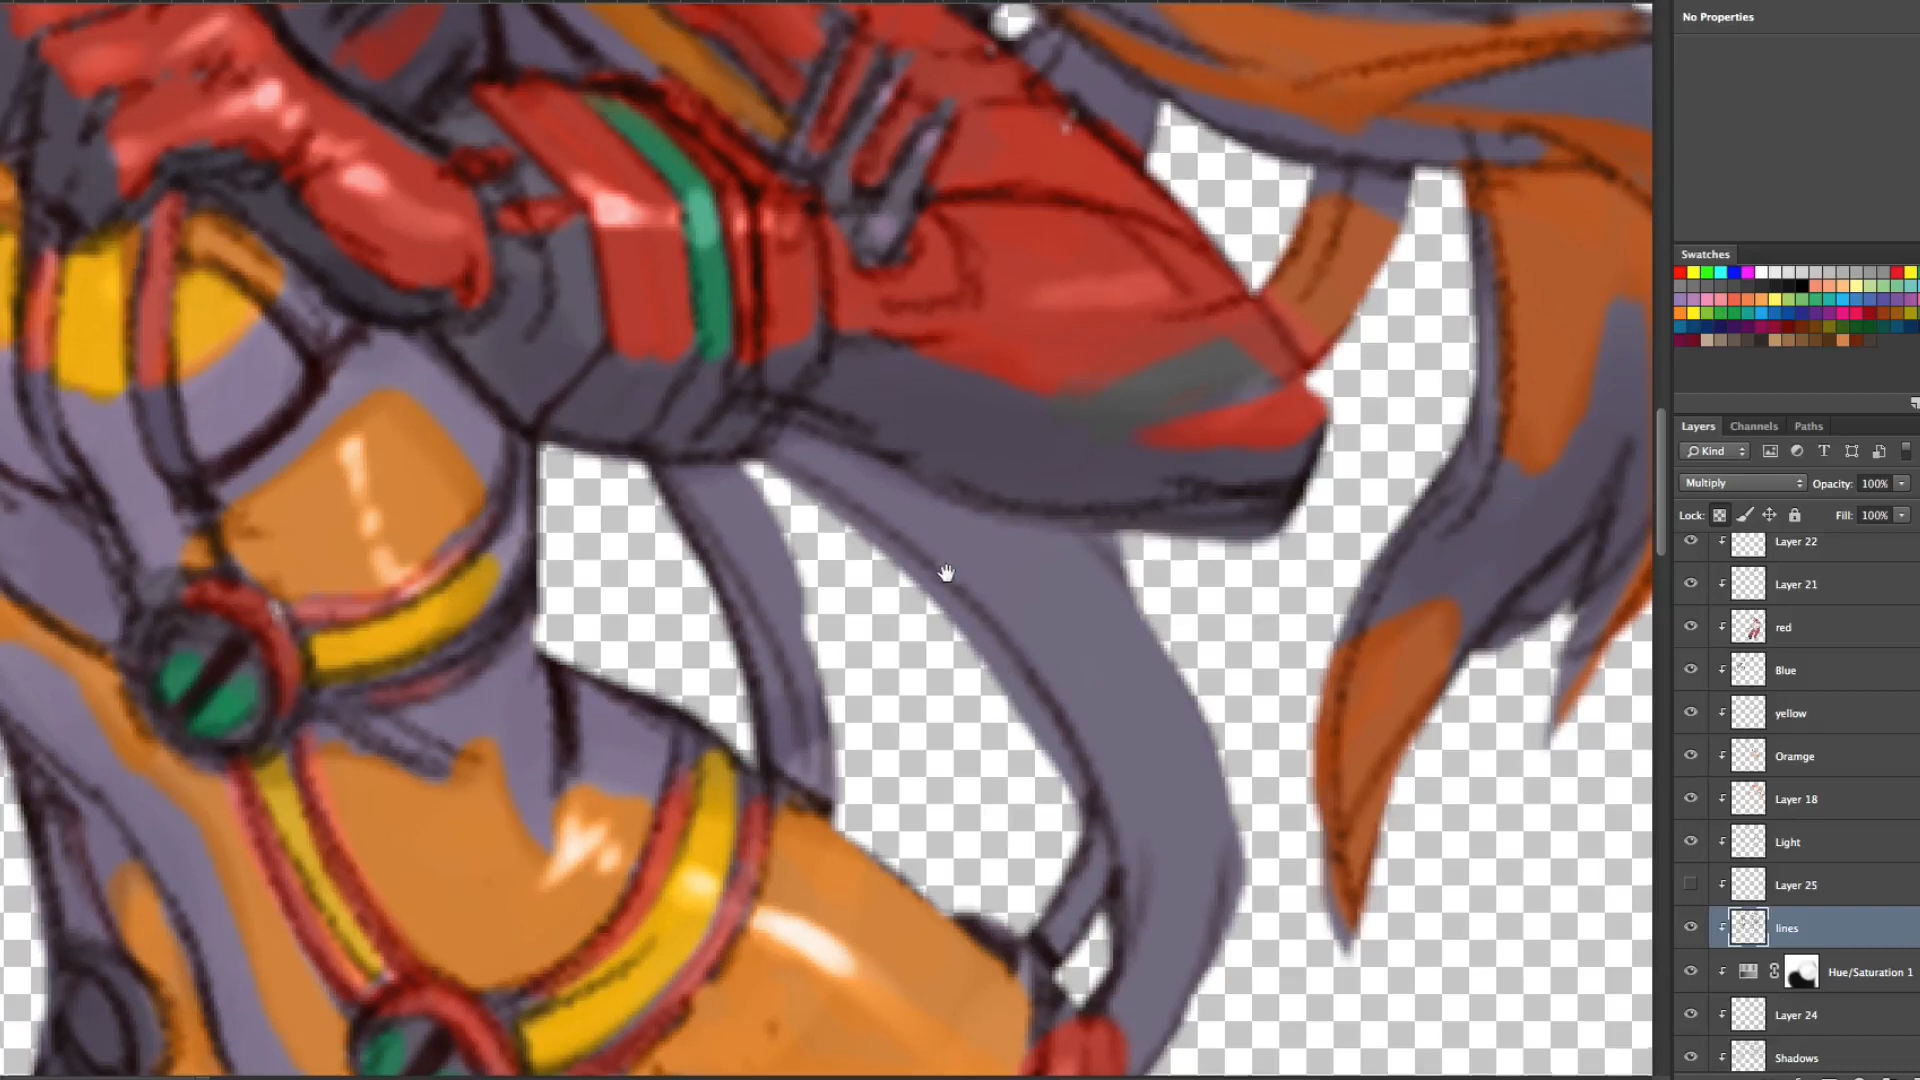 No Properties
Swatches
Layers Channels Paths
Kind
Multiply Opacity: 100%
Lock: Fill: 100%
Layer 22
Layer 21
red
Blue
yellow
Oramge
Layer 18
Light
Layer 25
lines
Hue/Saturation 1
Layer 24
Shadows